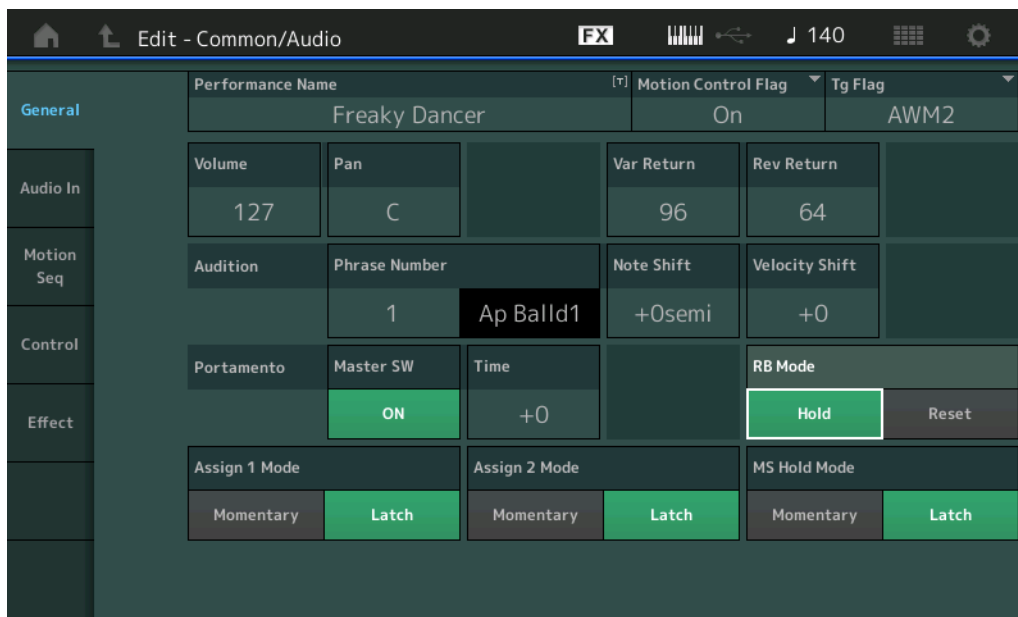 Edit - Common/Audio
FX
140
General
Audio In
Motion
Seq
Control
Effect
Performance Name
[T]
Freaky Dancer
Motion Control Flag
On
Tg Flag
AWM2
Volume
127
Pan
C
Var Return
96
Rev Return
64
Audition
Phrase Number
1
Ap Balld1
Note Shift
+0semi
Velocity Shift
+0
Portamento
Master SW
ON
Time
+0
RB Mode
Hold
Reset
Assign 1 Mode
Momentary
Latch
Assign 2 Mode
Momentary
Latch
MS Hold Mode
Momentary
Latch